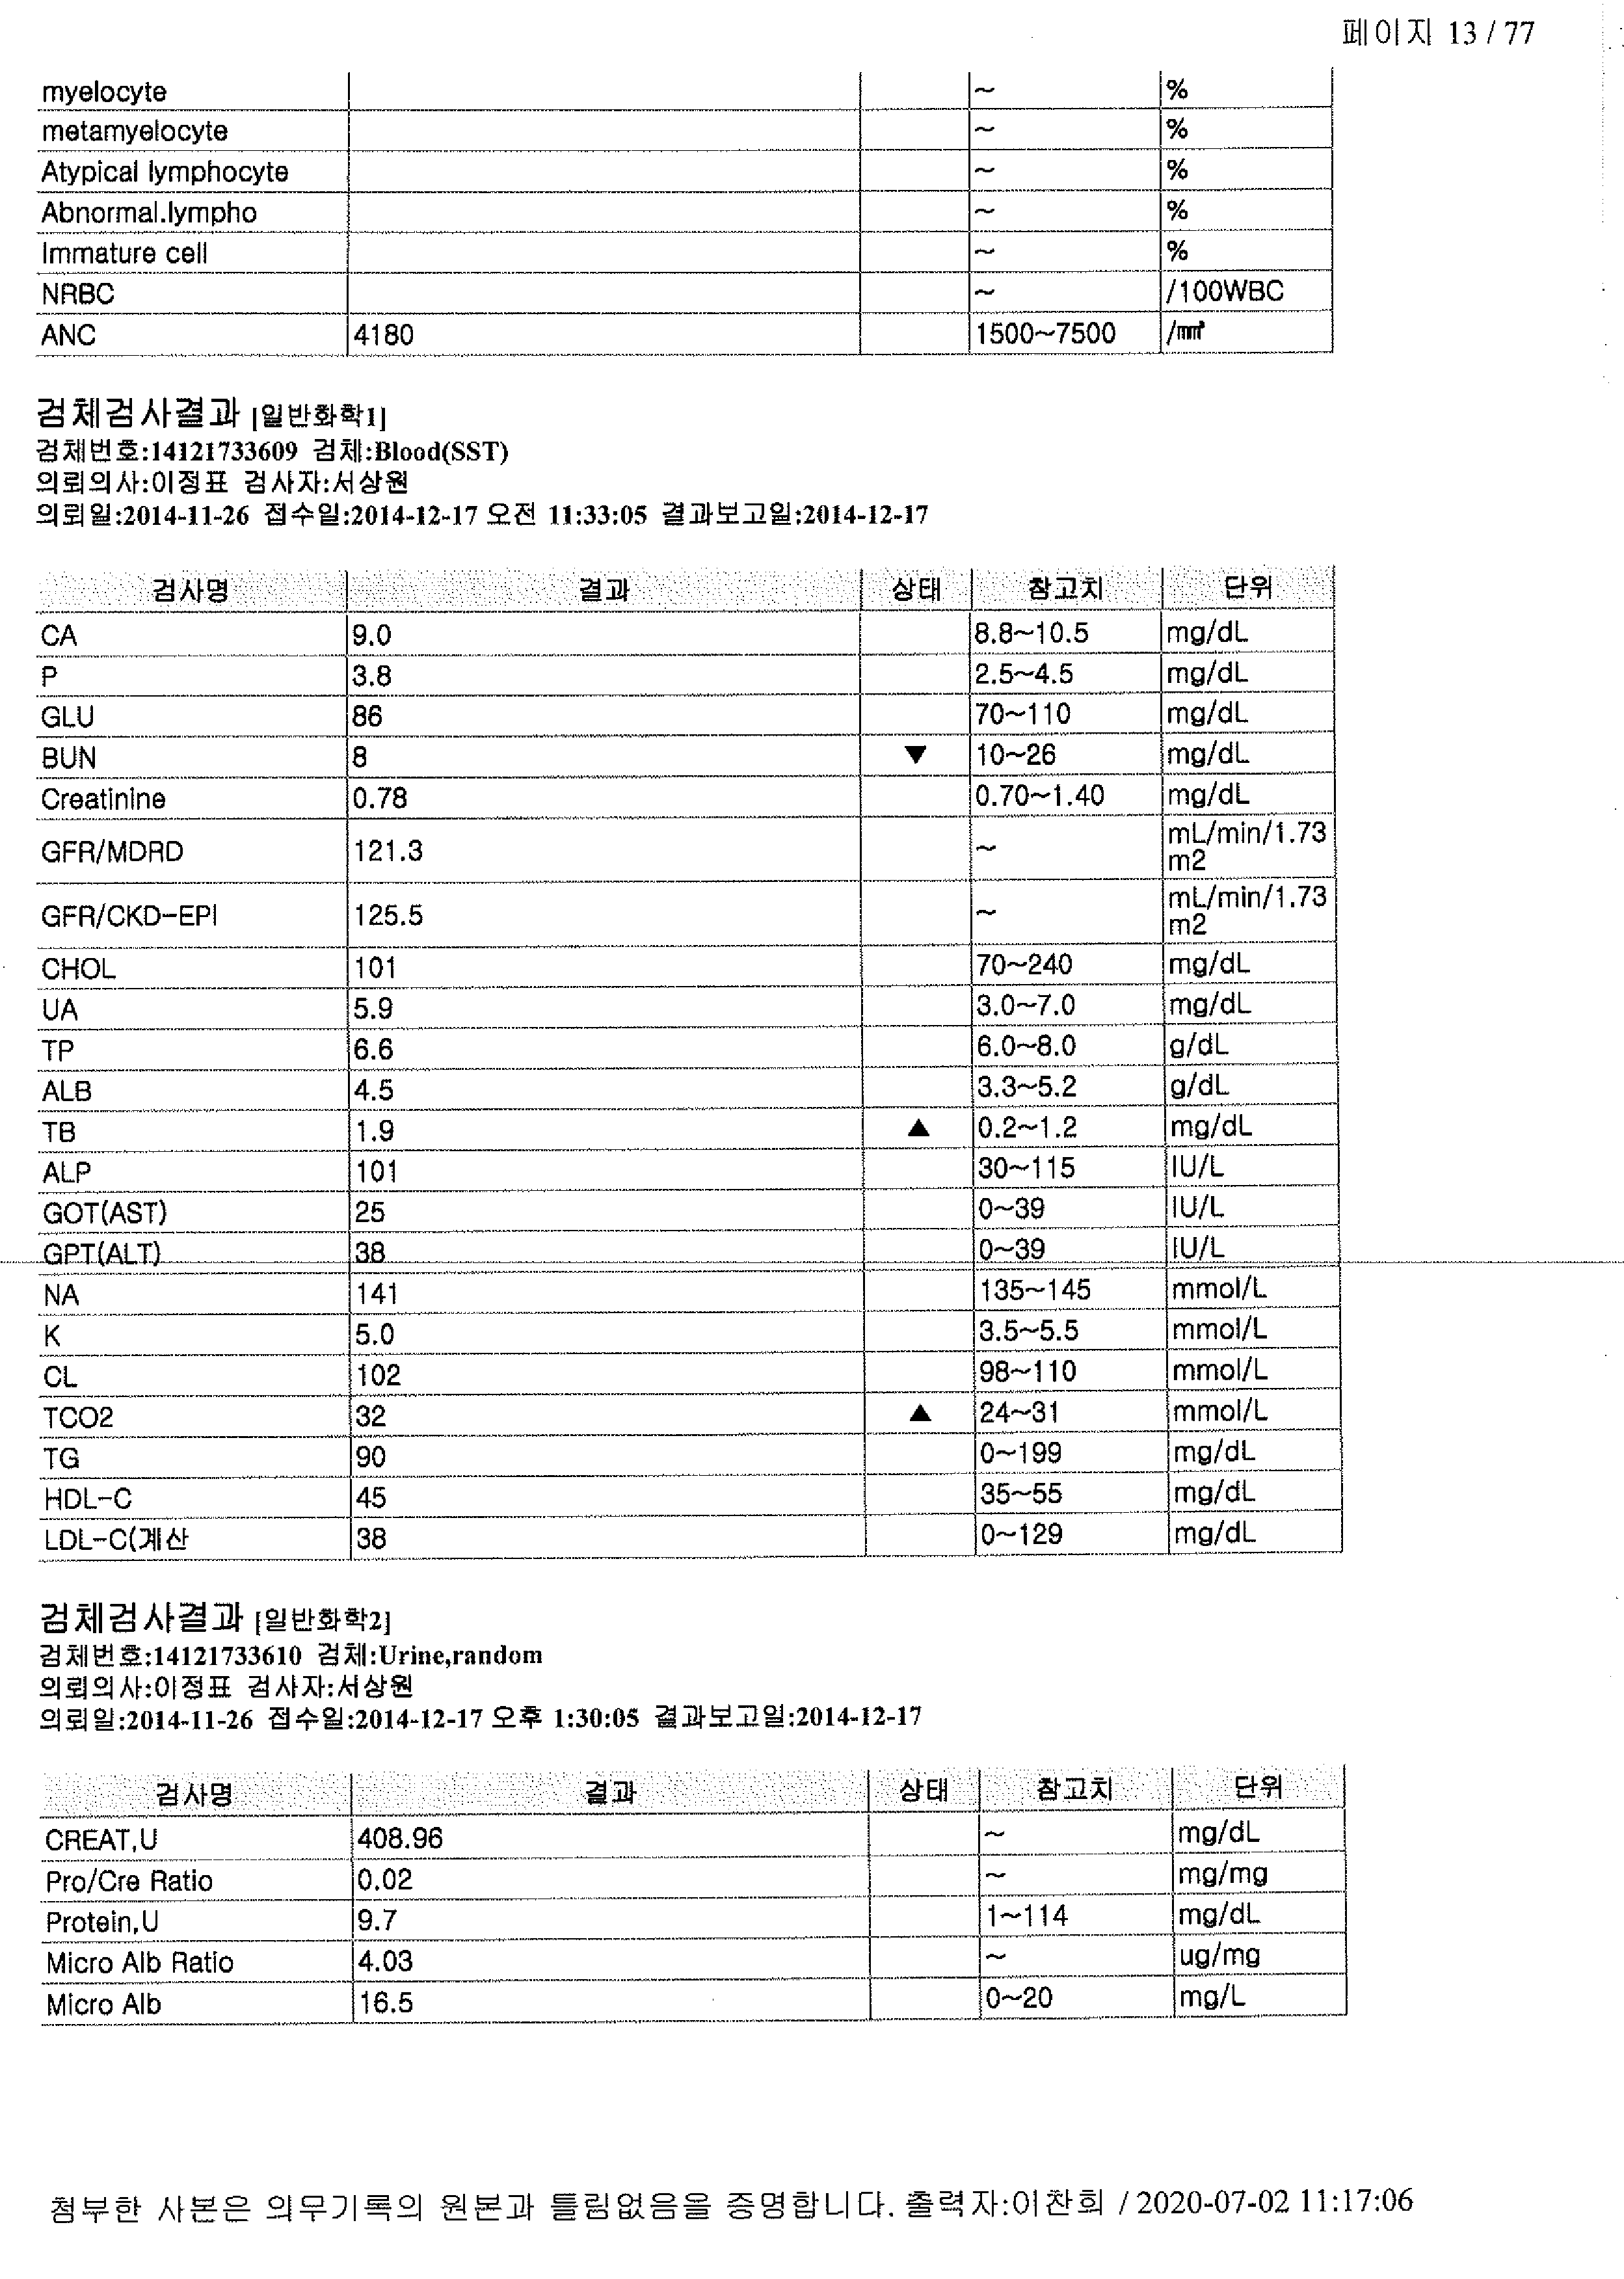 페이지 13 / 77
myelocyte ~ %
metamyelocyte ~ %
Atypical lymphocyte ~ %
Abnormal.lympho ~ %
Immature cell ~ %
NRBC ~ /100WBC
ANC 4180 1500~7500 /㎣
검체검사결과 [일반화학1]
검체번호:14121733609 검체:Blood(SST)
의뢰의사:이정표 검사자:서상원
의뢰일:2014-11-26 접수일:2014-12-17 오전 11:33:05 결과보고일:2014-12-17
검사명 결과 상태 참고치 단위
CA 9.0 8.8~10.5 mg/dL
P 3.8 2.5~4.5 mg/dL
GLU 86 70~110 mg/dL
BUN 8 ▼ 10~26 mg/dL
Creatinine 0.78 0.70~1.40 mg/dL
GFR/MDRD 121.3 ~ mL/min/1.73
m2
GFR/CKD-EPI 125.5 ~ mL/min/1.73
m2
CHOL 101 70~240 mg/dL
UA 5.9 3.0~7.0 mg/dL
TP 6.6 6.0~8.0 g/dL
ALB 4.5 3.3~5.2 g/dL
TB 1.9 ▲ 0.2~1.2 mg/dL
ALP 101 30~115 IU/L
GOT(AST) 25 0~39 IU/L
GPT(ALT) 38 0~39 IU/L
NA 141 135~145 mmol/L
K 5.0 3.5~5.5 mmol/L
CL 102 98~110 mmol/L
TCO2 32 ▲ 24~31 mmol/L
TG 90 0~199 mg/dL
HDL-C 45 35~55 mg/dL
LDL-C(계산 38 0~129 mg/dL
검체검사결과 [일반화학2]
검체번호:14121733610 검체:Urine,random
의뢰의사:이정표 검사자:서상원
의뢰일:2014-11-26 접수일:2014-12-17 오후 1:30:05 결과보고일:2014-12-17
검사명 결과 상태 참고치 단위
CREAT,U 408.96 ~ mg/dL
Pro/Cre Ratio 0.02 ~ mg/mg
Protein,U 9.7 1~114 mg/dL
Micro Alb Ratio 4.03 ~ ug/mg
Micro Alb 16.5 0~20 mg/L
첨부한 사본은 의무기록의 원본과 틀림없음을 증명합니다. 출력자:이찬희 / 2020-07-02 11:17:06